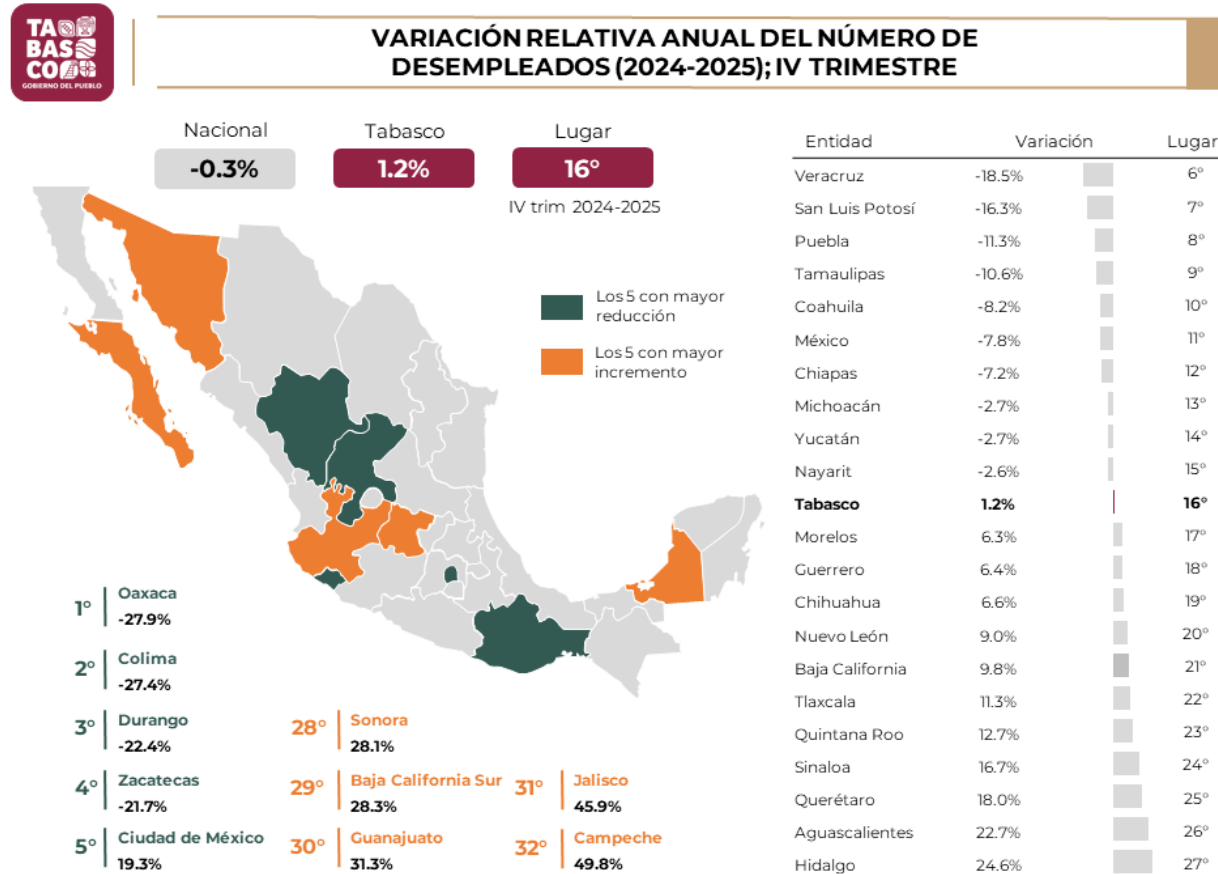 TA
BAS
CO
GOBIERNO DEL PUEBLO
VARIACIÓN RELATIVA ANUAL DEL NÚMERO DE
DESEMPLEADOS (2024-2025); IV TRIMESTRE
Nacional
-0.3%
Tabasco
1.2%
Lugar
16°
IV trim 2024-2025
Los 5 con mayor
reducción
Los 5 con mayor
incremento
1° Oaxaca
-27.9%
2° Colima
-27.4%
3° Durango
-22.4%
4° Zacatecas
-21.7%
5° Ciudad de México
19.3%
28° Sonora
28.1%
29° Baja California Sur
28.3%
30° Guanajuato
31.3%
31° Jalisco
45.9%
32° Campeche
49.8%
Entidad Variación Lugar
Veracruz -18.5% 6°
San Luis Potosí -16.3% 7°
Puebla -11.3% 8°
Tamaulipas -10.6% 9°
Coahuila -8.2% 10°
México -7.8% 11°
Chiapas -7.2% 12°
Michoacán -2.7% 13°
Yucatán -2.7% 14°
Nayarit -2.6% 15°
Tabasco 1.2% 16°
Morelos 6.3% 17°
Guerrero 6.4% 18°
Chihuahua 6.6% 19°
Nuevo León 9.0% 20°
Baja California 9.8% 21°
Tlaxcala 11.3% 22°
Quintana Roo 12.7% 23°
Sinaloa 16.7% 24°
Querétaro 18.0% 25°
Aguascalientes 22.7% 26°
Hidalgo 24.6% 27°